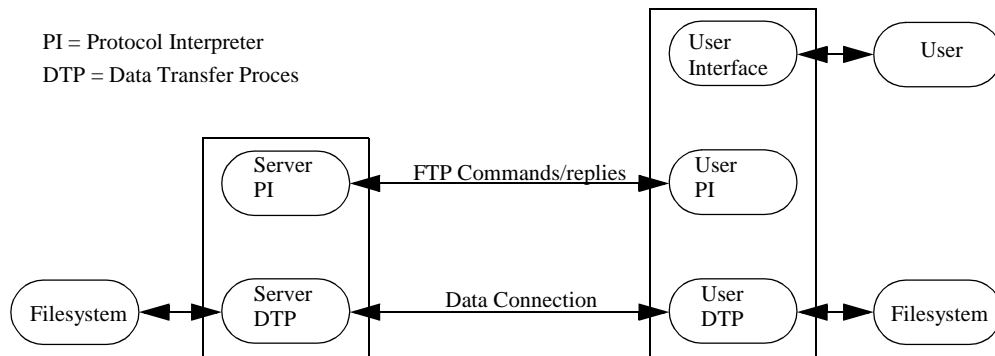 PI = Protocol Interpreter
DTP = Data Transfer Proces
User
Interface
User
Server
PI
FTP Commands/replies
User
PI
Filesystem
Server
DTP
Data Connection
User
DTP
Filesystem